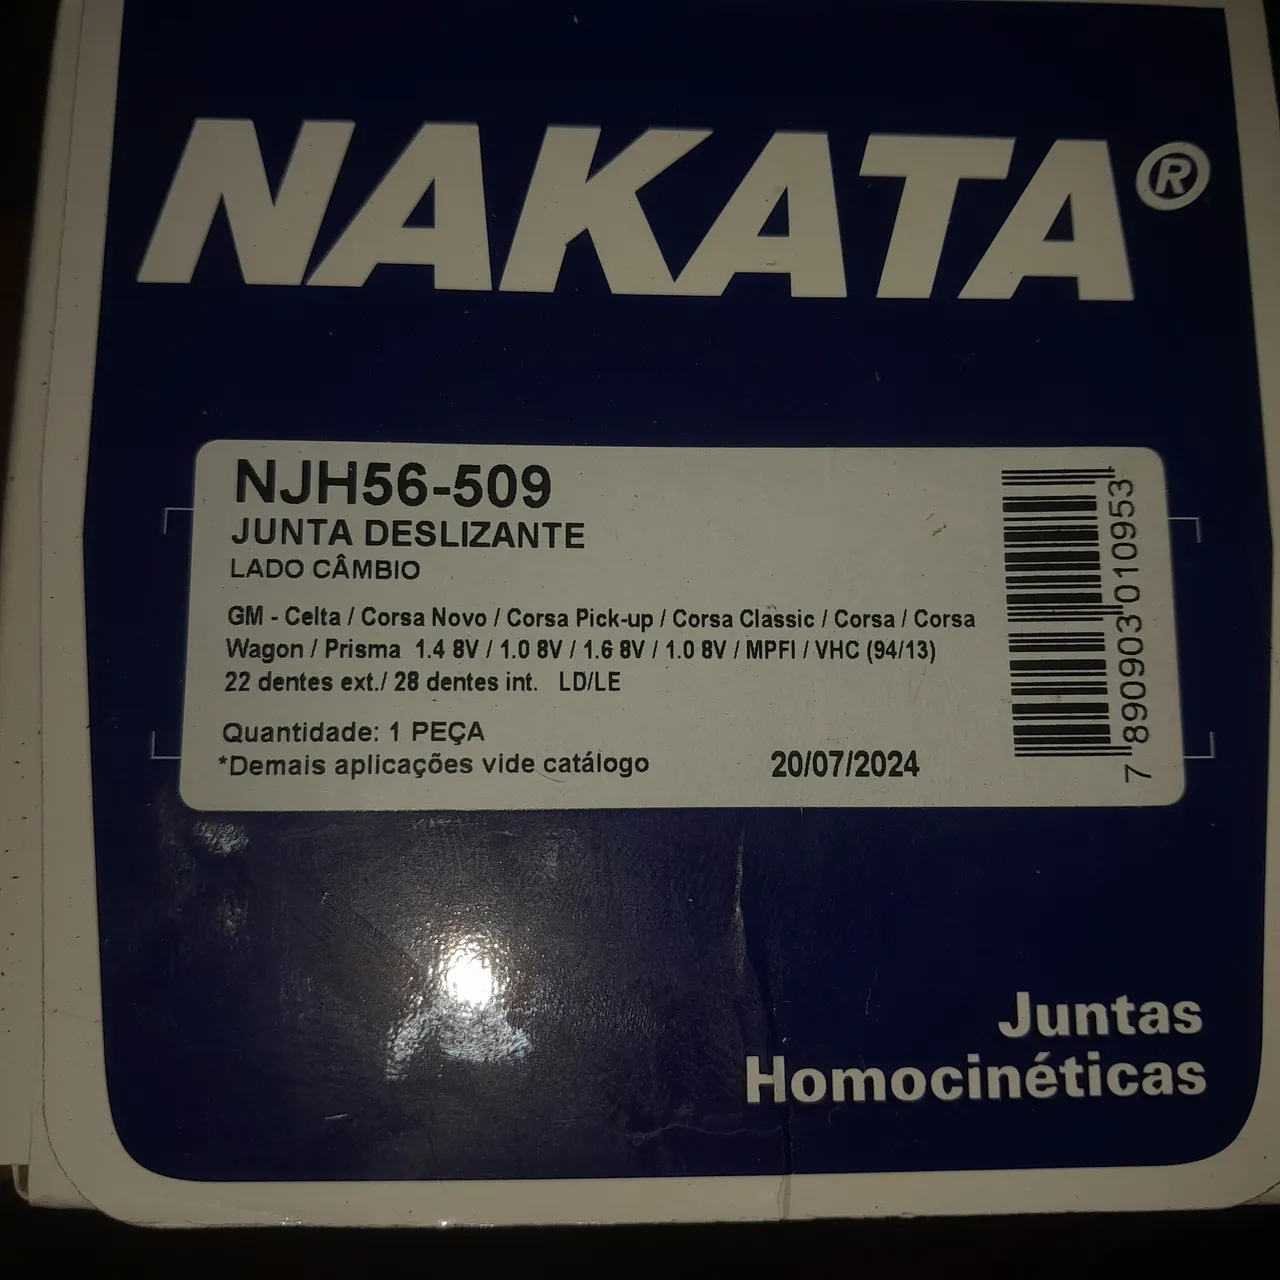 NAKATA®
NJH56-509
JUNTA DESLIZANTE
LADO CÂMBIO
GM - Celta / Corsa Novo / Corsa Pick-up / Corsa Classic / Corsa / Corsa
Wagon / Prisma 1.4 8V / 1.0 8V / 1.6 8V / 1.0 8V / MPFI / VHC (94/13)
22 dentes ext./ 28 dentes int. LD/LE
Quantidade: 1 PEÇA
*Demais aplicações vide catálogo 20/07/2024
7 890903 010953
Juntas
Homocinéticas